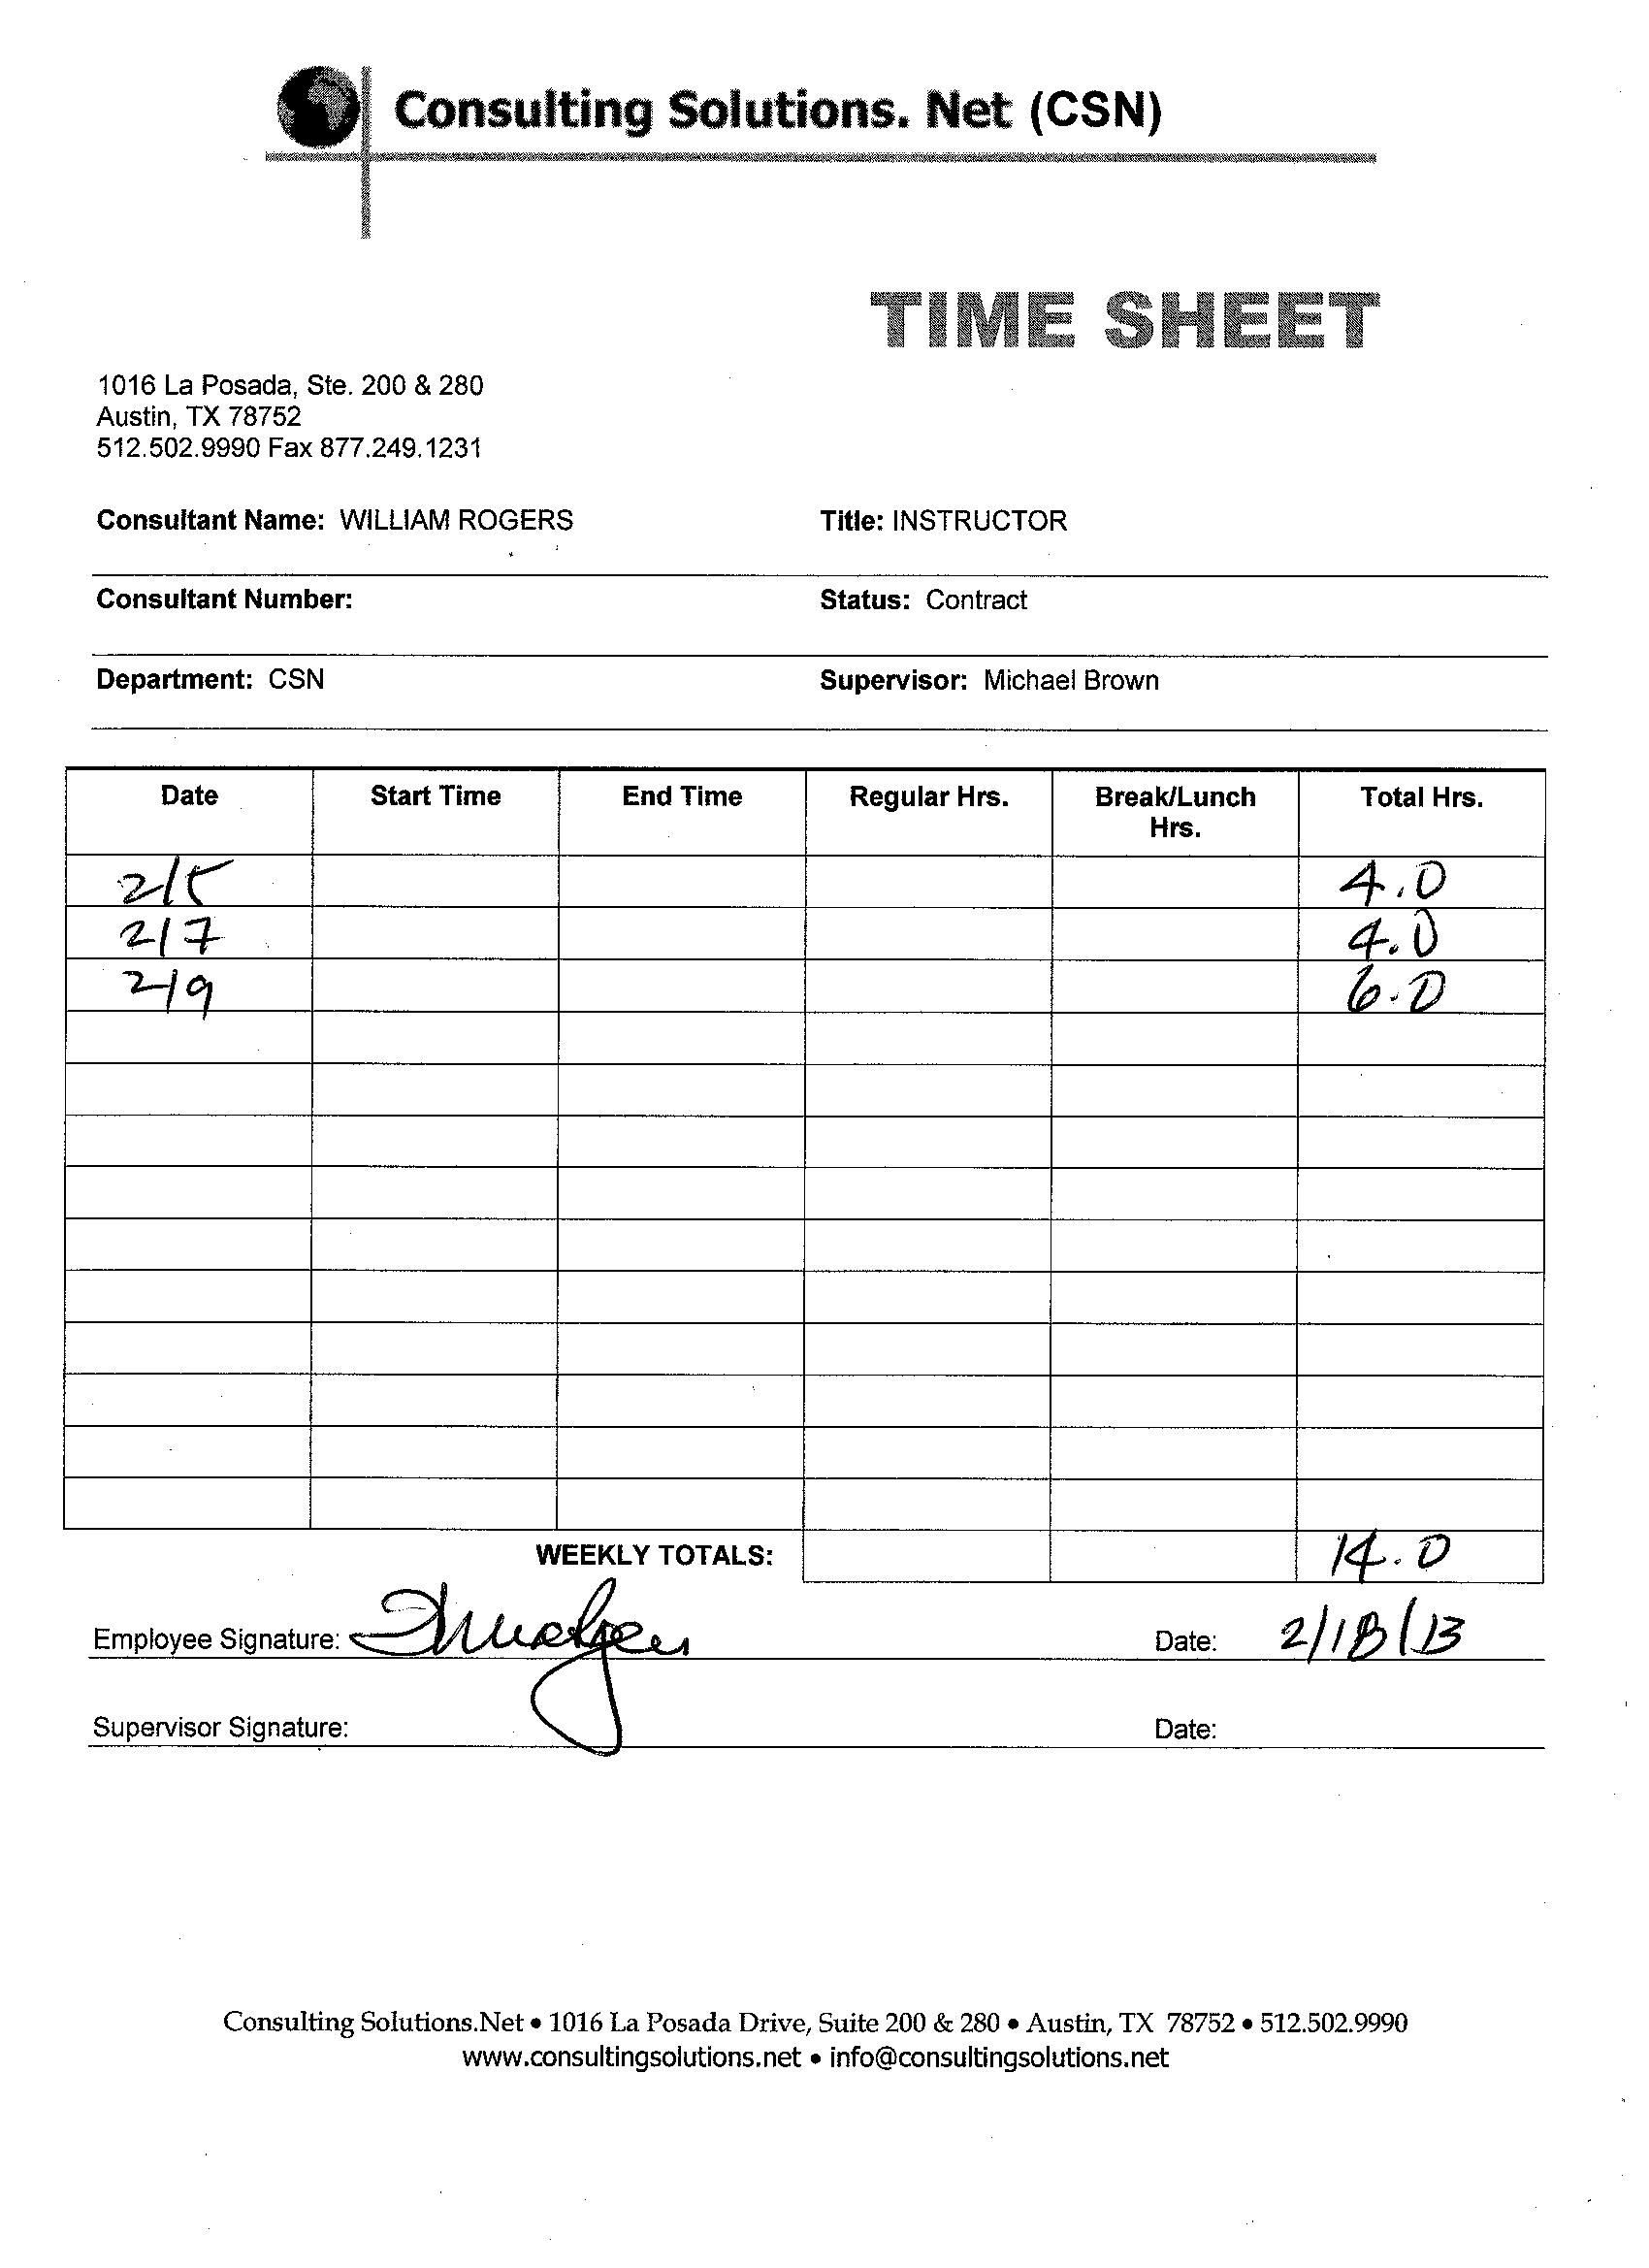 Consulting Solutions. Net (CSN)
TIME SHEET
1016 La Posada, Ste. 200 & 280
Austin, TX 78752
512.502.9990 Fax 877.249.1231
Consultant Name: WILLIAM ROGERS Title: INSTRUCTOR
Consultant Number: Status: Contract
Department: CSN Supervisor: Michael Brown
Date Start Time End Time Regular Hrs. Break/Lunch Hrs. Total Hrs.
2/5 4.0
2/7 4.0
2/9 6.0
WEEKLY TOTALS: 14.0
Employee Signature: Date: 2/18/13
Supervisor Signature: Date:
Consulting Solutions.Net • 1016 La Posada Drive, Suite 200 & 280 • Austin, TX 78752 • 512.502.9990
www.consultingsolutions.net • info@consultingsolutions.net